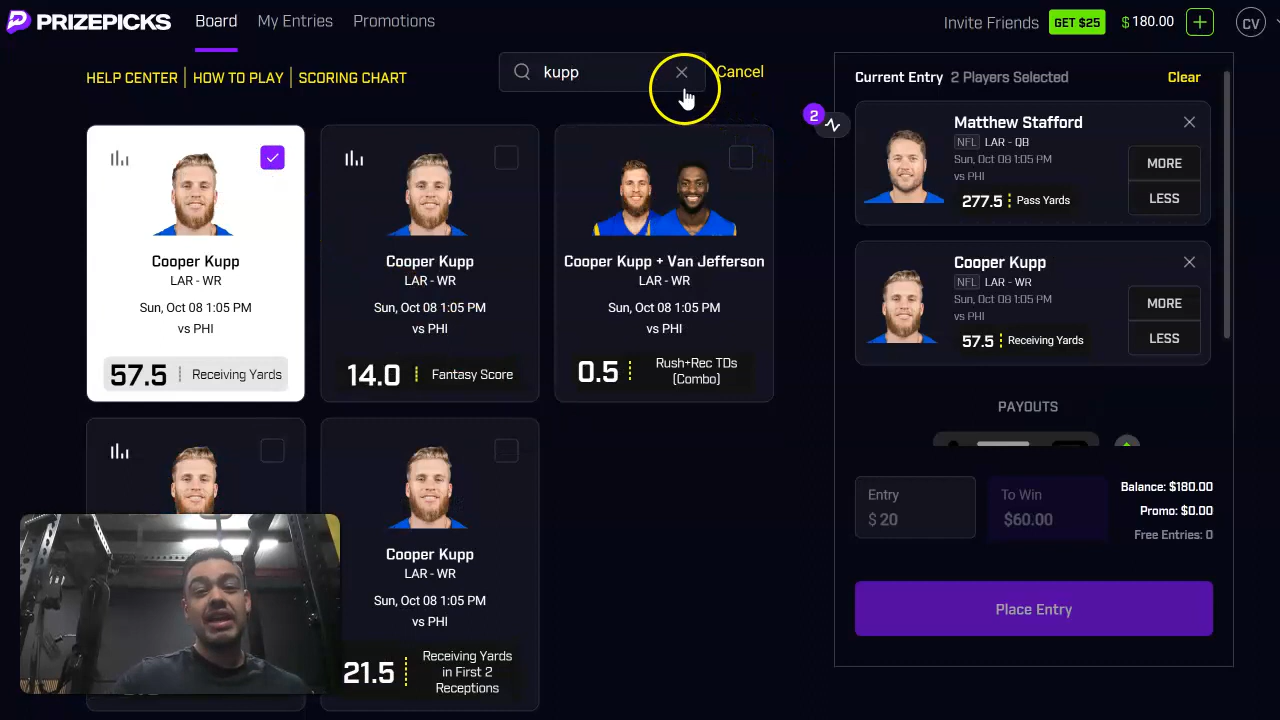 PRIZEPICKS
Board
My Entries
Promotions
Invite Friends
GET $25
$180.00
CV
HELP CENTER
HOW TO PLAY
SCORING CHART
kupp
Cancel
Cooper Kupp
LAR - WR
Sun, Oct 08 1:05 PM
vs PHI
57.5
Receiving Yards
Cooper Kupp
LAR - WR
Sun, Oct 08 1:05 PM
vs PHI
14.0
Fantasy Score
Cooper Kupp + Van Jefferson
LAR - WR
Sun, Oct 08 1:05 PM
vs PHI
0.5
Rush+Rec TDs
(Combo)
Cooper Kupp
LAR - WR
Sun, Oct 08 1:05 PM
vs PHI
21.5
Receiving Yards
in First 2
Receptions
2
Current Entry
2 Players Selected
Clear
Matthew Stafford
NFL
LAR - QB
Sun, Oct 08 1:05 PM
vs PHI
277.5
Pass Yards
MORE
LESS
Cooper Kupp
NFL
LAR - WR
Sun, Oct 08 1:05 PM
vs PHI
57.5
Receiving Yards
MORE
LESS
PAYOUTS
Entry
$ 20
To Win
$60.00
Balance: $180.00
Promo: $0.00
Free Entries: 0
Place Entry